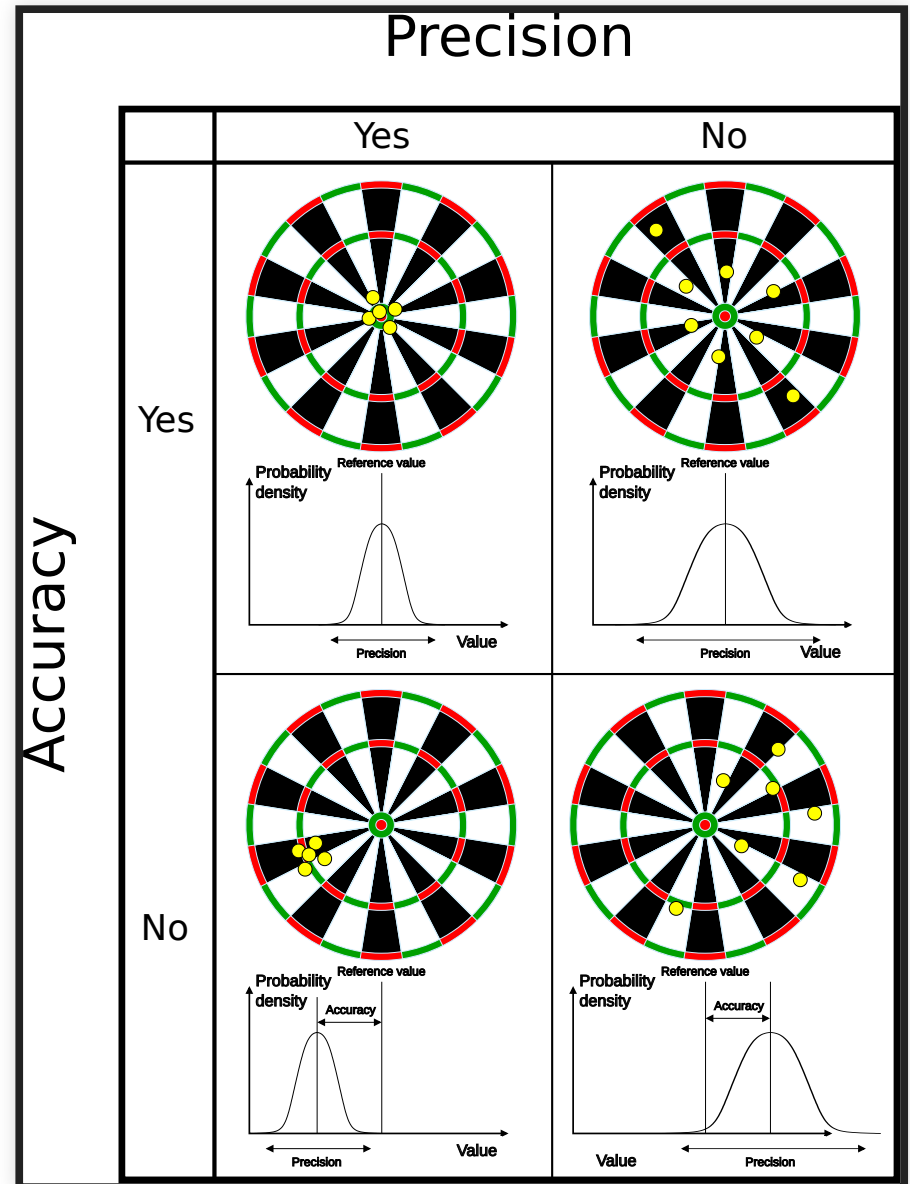 Precision
Yes
No
Accuracy
Yes
Reference value
Probability
density
Value
Precision
Reference value
Probability
density
Value
Precision
No
Reference value
Probability
density
Accuracy
Value
Precision
Reference value
Probability
density
Accuracy
Value
Precision